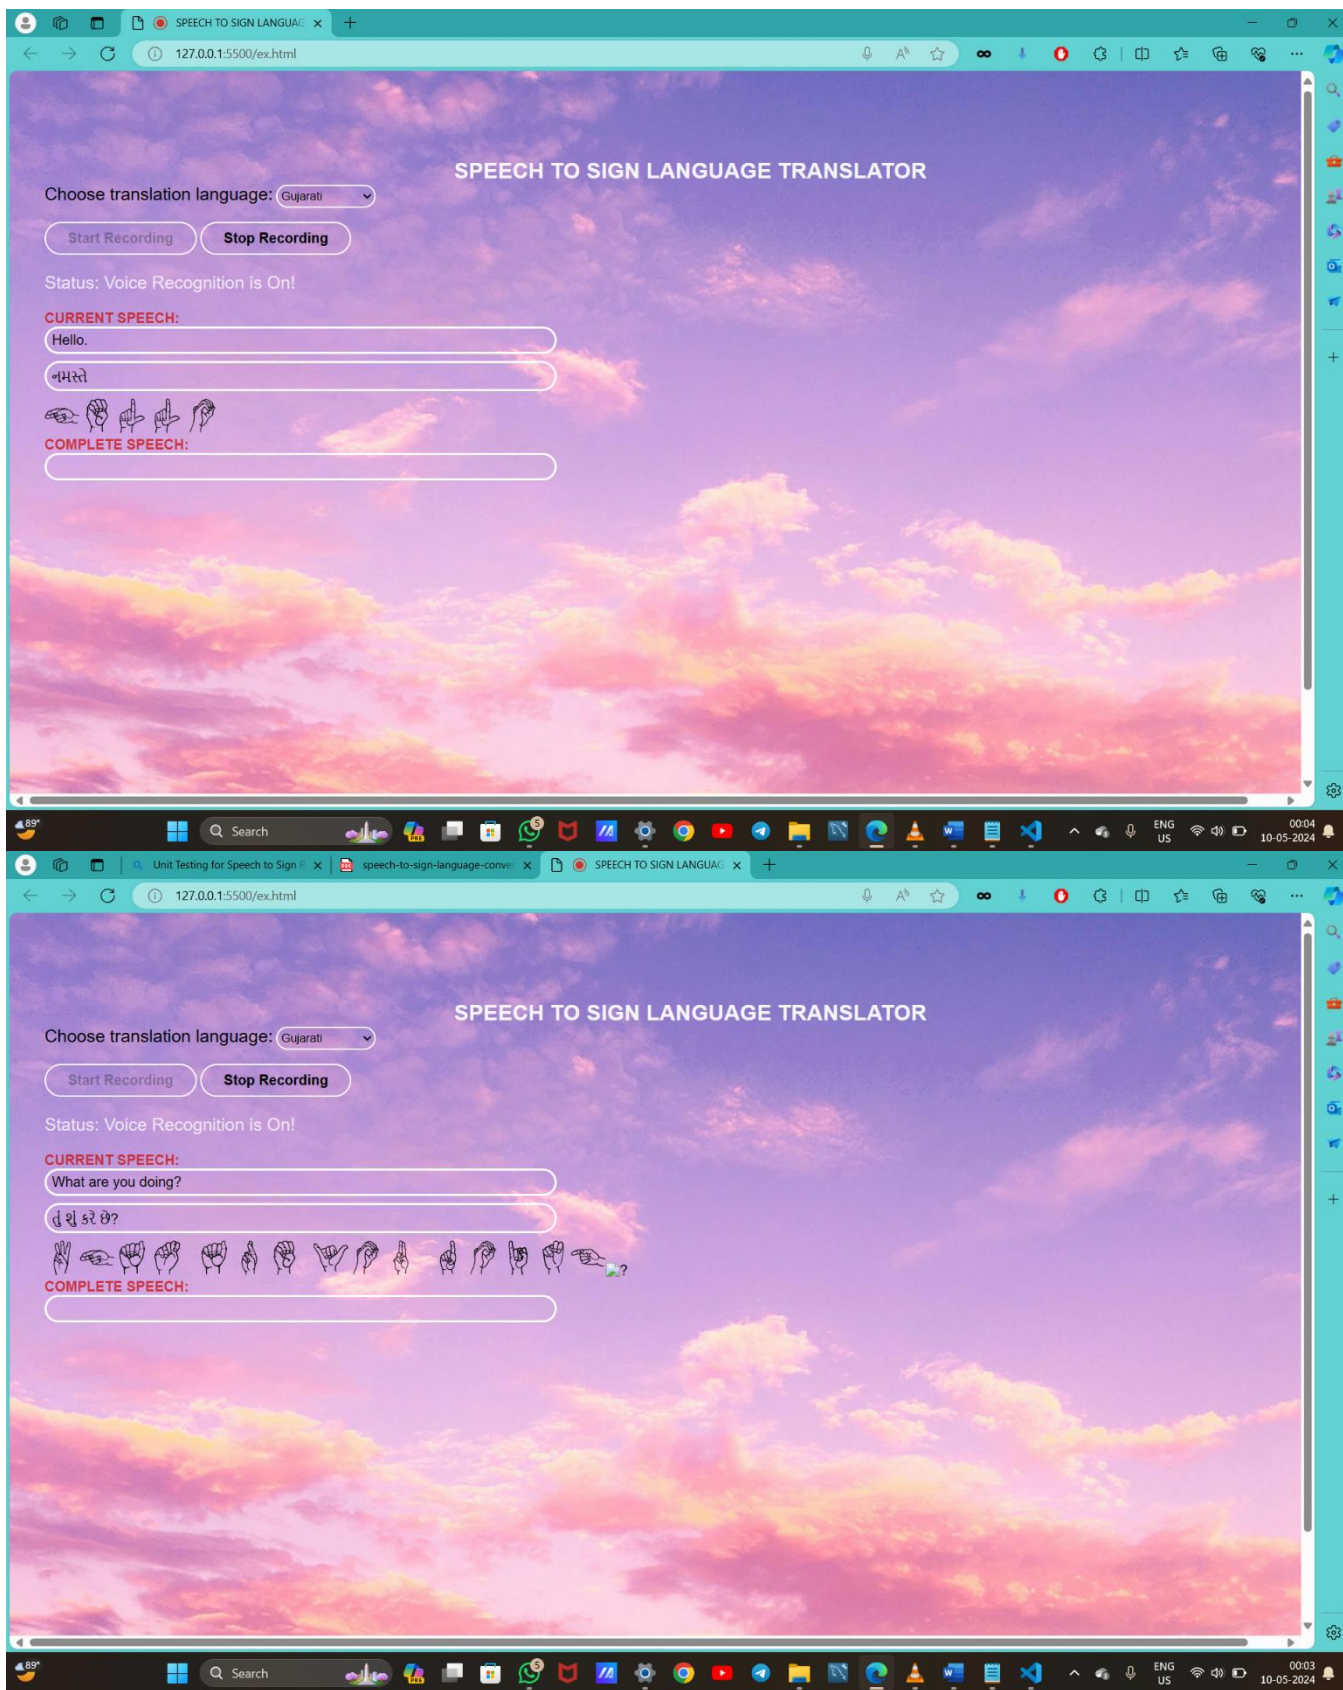 SPEECH TO SIGN LANGUAG
127.0.0.1:5500/ex.html
SPEECH TO SIGN LANGUAGE TRANSLATOR
Choose translation language: Gujarati
Start Recording Stop Recording
Status: Voice Recognition is On!
CURRENT SPEECH:
Hello.
નમસ્તે
COMPLETE SPEECH:
89°
Search
5
ENG
US
00:04
10-05-2024
Unit Testing for Speech to Sign speech-to-sign-language-conver SPEECH TO SIGN LANGUAG
127.0.0.1:5500/ex.html
SPEECH TO SIGN LANGUAGE TRANSLATOR
Choose translation language: Gujarati
Start Recording Stop Recording
Status: Voice Recognition is On!
CURRENT SPEECH:
What are you doing?
તું શું કરે છે?
?
COMPLETE SPEECH:
89°
Search
5
ENG
US
00:03
10-05-2024